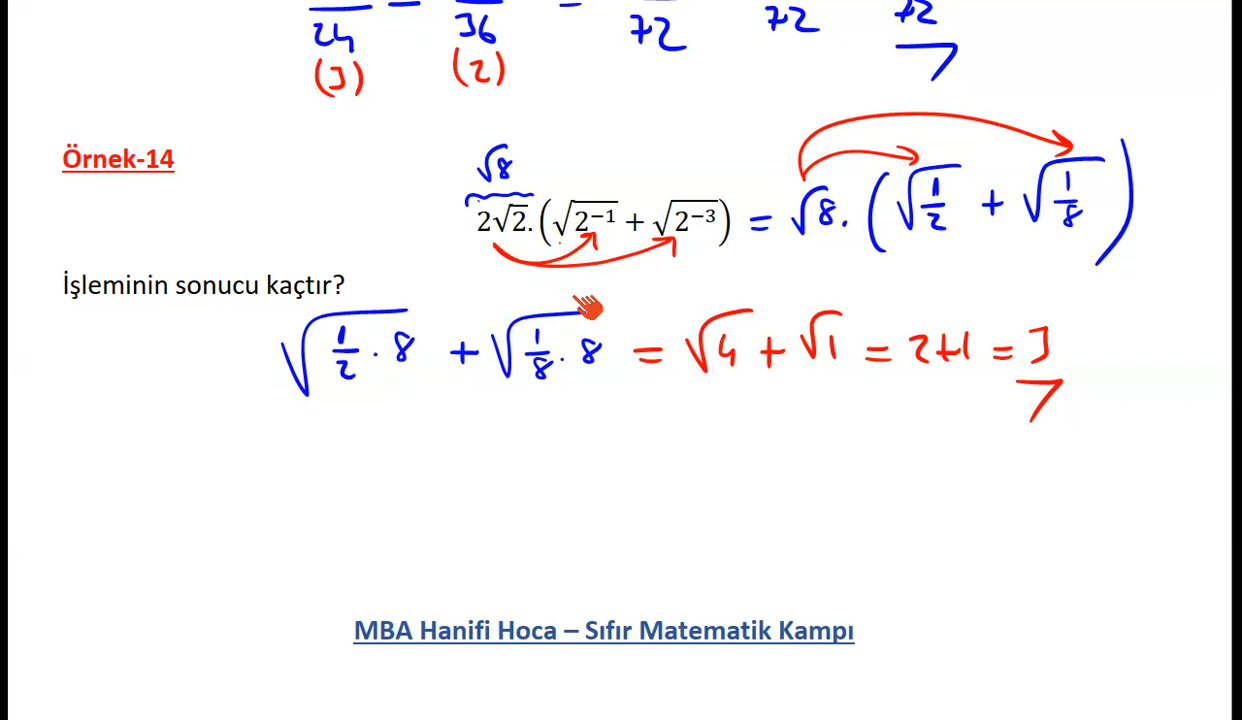 24 − 36 = 72 72 72
(3) (2)
Örnek-14
√8
2√2.(√2⁻¹ + √2⁻³) = √8.(√1/2 + √1/8)
İşleminin sonucu kaçtır?
√1/2 . 8 + √1/8 . 8 = √4 + √1 = 2+1 = 3
MBA Hanifi Hoca – Sıfır Matematik Kampı